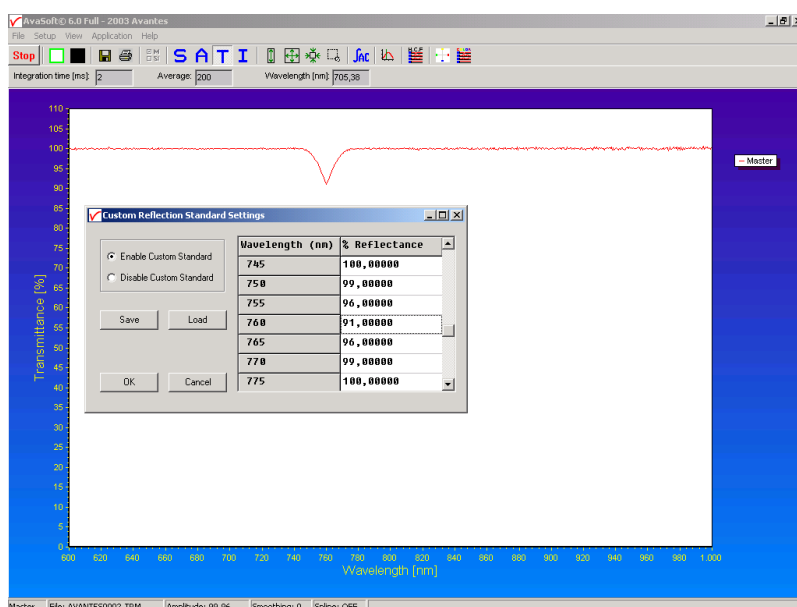 AvaSoft© 6.0 Full - 2003 Avantes
File Setup View Application Help
Stop S A T I
Integration time [ms]: 2 Average: 200 Wavelength [nm]: 705,38
110
105
100
95
90
85
80
75
70
65
60
55
50
45
40
35
30
25
20
15
10
5
0
Transmittance [%]
Master
Custom Reflection Standard Settings
Enable Custom Standard
Disable Custom Standard
Save Load
OK Cancel
Wavelength (nm) % Reflectance
745 100,00000
750 99,00000
755 96,00000
760 91,00000
765 96,00000
770 99,00000
775 100,00000
600 620 640 660 680 700 720 740 760 780 800 820 840 860 880 900 920 940 960 980 1.000
Wavelength [nm]
Master File: AVANTES0002.TRM Amplitude: 99,96 Smoothing: 0 Spline: OFF